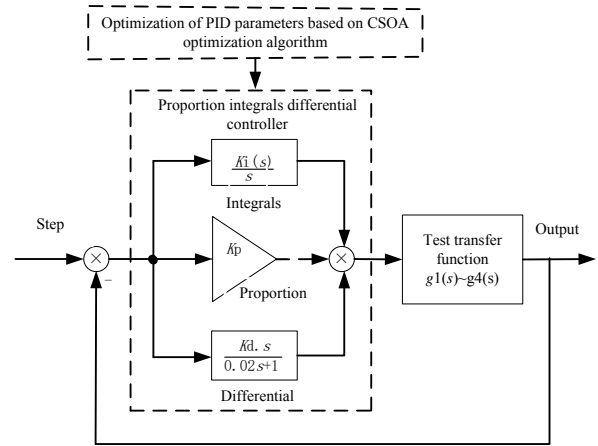 Optimization of PID parameters based on CSOA
optimization algorithm
Proportion integrals differential
controller
Ki(s)
s
Integrals
Step
Kp
Proportion
×
−
×
Test transfer
function
g1(s)~g4(s)
Output
Kd. s
0.02s+1
Differential